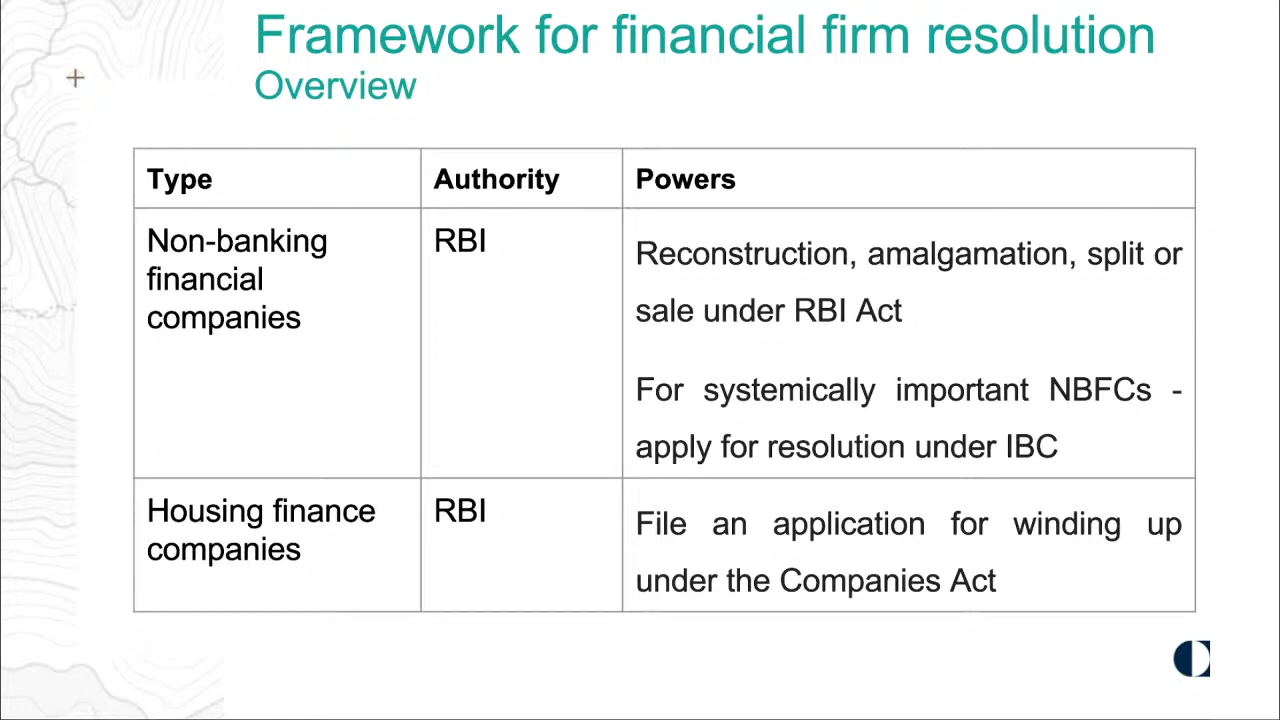 Framework for financial firm resolution
Overview
Type
Authority
Powers
Non-banking
financial
companies
RBI
Reconstruction, amalgamation, split or
sale under RBI Act
For systemically important NBFCs -
apply for resolution under IBC
Housing finance
companies
RBI
File an application for winding up
under the Companies Act